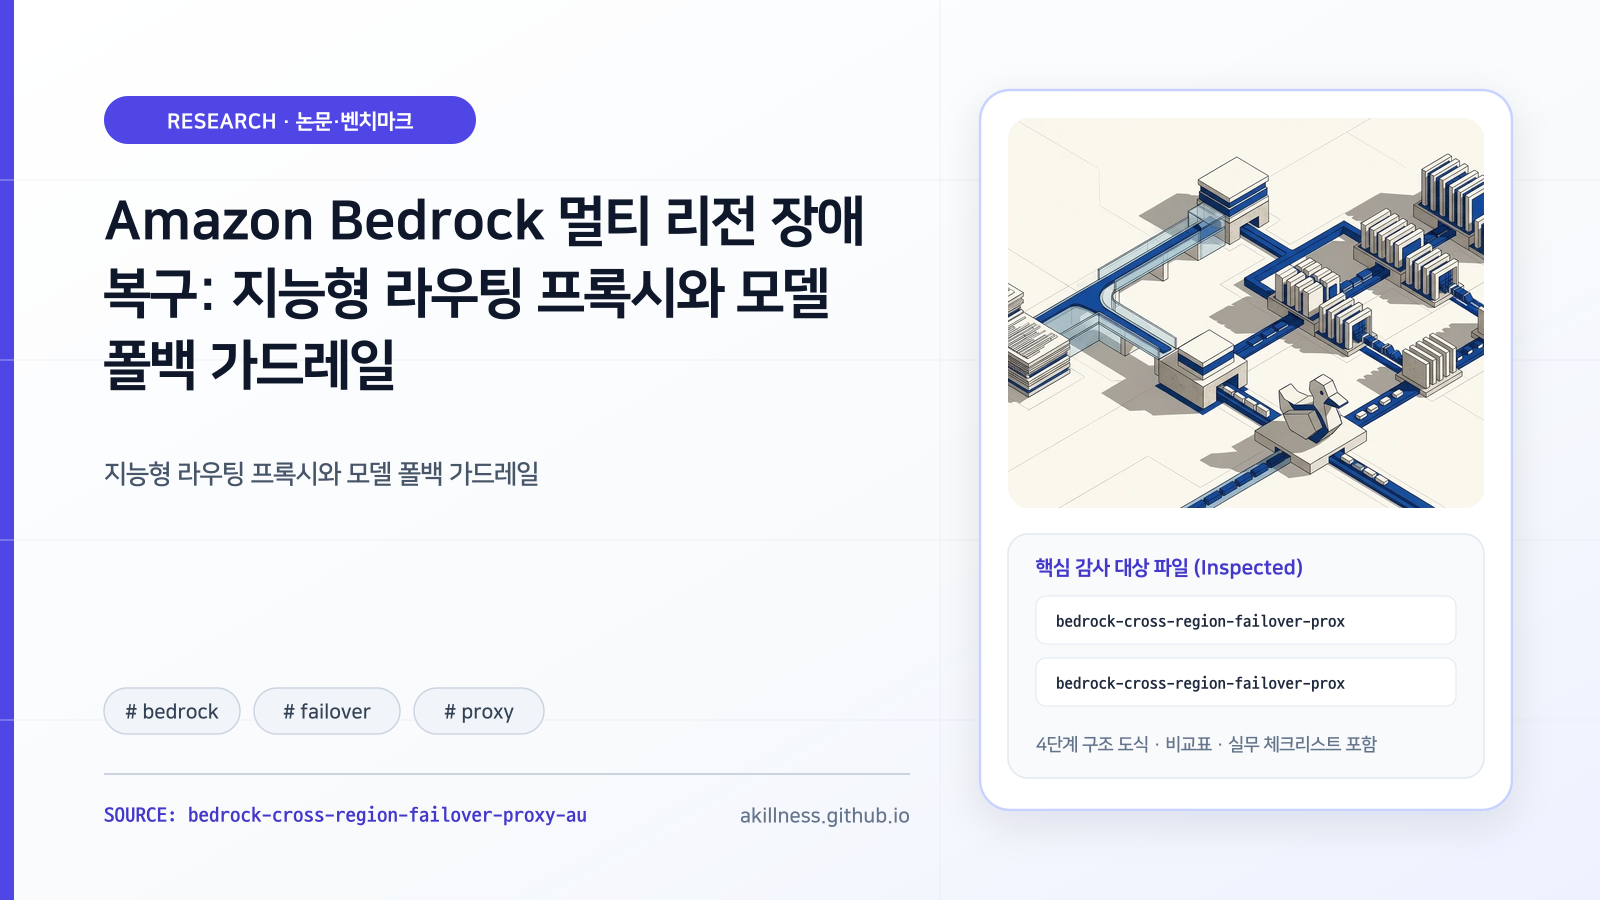 RESEARCH · 논문·벤치마크
Amazon Bedrock 멀티 리전 장애
복구: 지능형 라우팅 프록시와 모델
폴백 가드레일
지능형 라우팅 프록시와 모델 폴백 가드레일
# bedrock
# failover
# proxy
SOURCE: bedrock-cross-region-failover-proxy-au
akillness.github.io
핵심 감사 대상 파일 (Inspected)
bedrock-cross-region-failover-prox
bedrock-cross-region-failover-prox
4단계 구조 도식 · 비교표 · 실무 체크리스트 포함